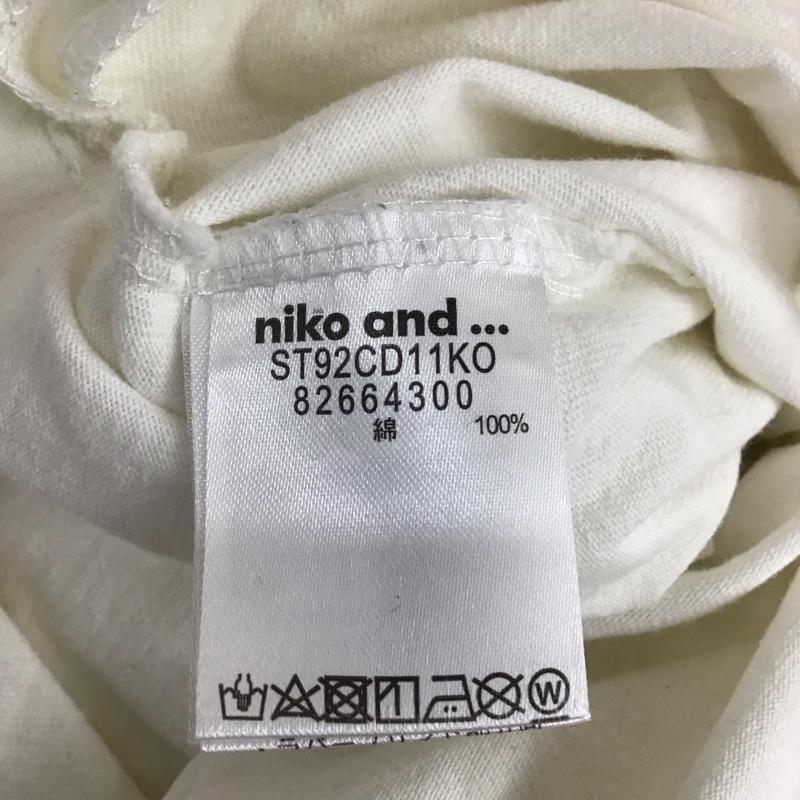 niko and ...
ST92CD11KO
82664300
綿 100%
W